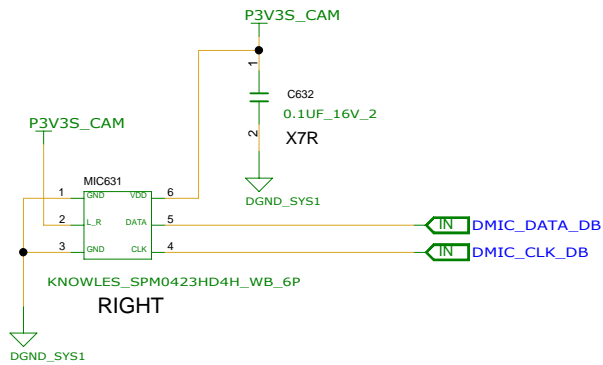 P3V3S_CAM
1
C632
0.1UF_16V_2
2
X7R
P3V3S_CAM
DGND_SYS1
MIC631
1 GND VDD 6
2 L_R DATA 5 IN DMIC_DATA_DB
3 GND CLK 4 IN DMIC_CLK_DB
KNOWLES_SPM0423HD4H_WB_6P
RIGHT
DGND_SYS1